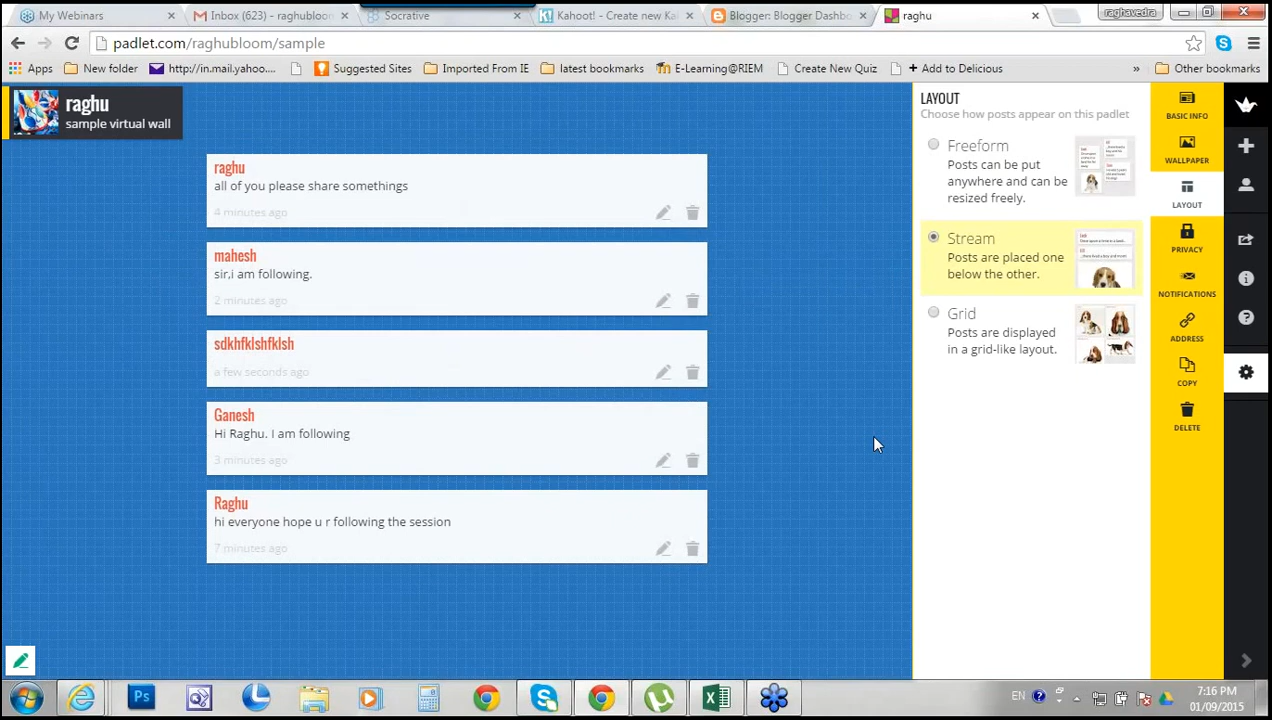 My Webinars
Inbox (623) – raghubloom
Socrative
Kahoot! - Create new Ka
Blogger: Blogger Dashbo
raghu
raghavedra
padlet.com/raghubloom/sample
Apps
New folder
http://in.mail.yahoo....
Suggested Sites
Imported From IE
latest bookmarks
E-Learning@RIEM
Create New Quiz
+ Add to Delicious
»
Other bookmarks
raghu
sample virtual wall
raghu
all of you please share somethings
4 minutes ago
mahesh
sir,i am following.
2 minutes ago
sdkhfklshfklsh
a few seconds ago
Ganesh
Hi Raghu. I am following
3 minutes ago
Raghu
hi everyone hope u r following the session
7 minutes ago
LAYOUT
Choose how posts appear on this padlet
Freeform
Posts can be put
anywhere and can be
resized freely.
Stream
Posts are placed one
below the other.
Grid
Posts are displayed
in a grid-like layout.
BASIC INFO
WALLPAPER
LAYOUT
PRIVACY
NOTIFICATIONS
ADDRESS
COPY
DELETE
Ps
EN
7:16 PM
01/09/2015